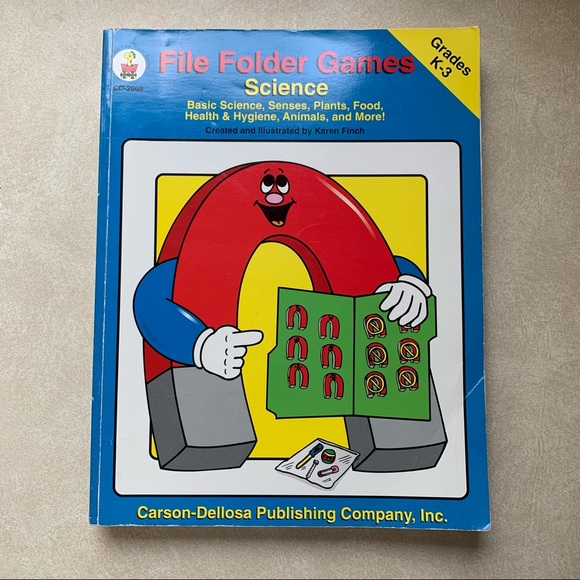 File Folder Games
Science
Basic Science, Senses, Plants, Food,
Health & Hygiene, Animals, and More!
Created and Illustrated by Karen Finch
Grades
K-3
Carson-Dellosa Publishing Company, Inc.